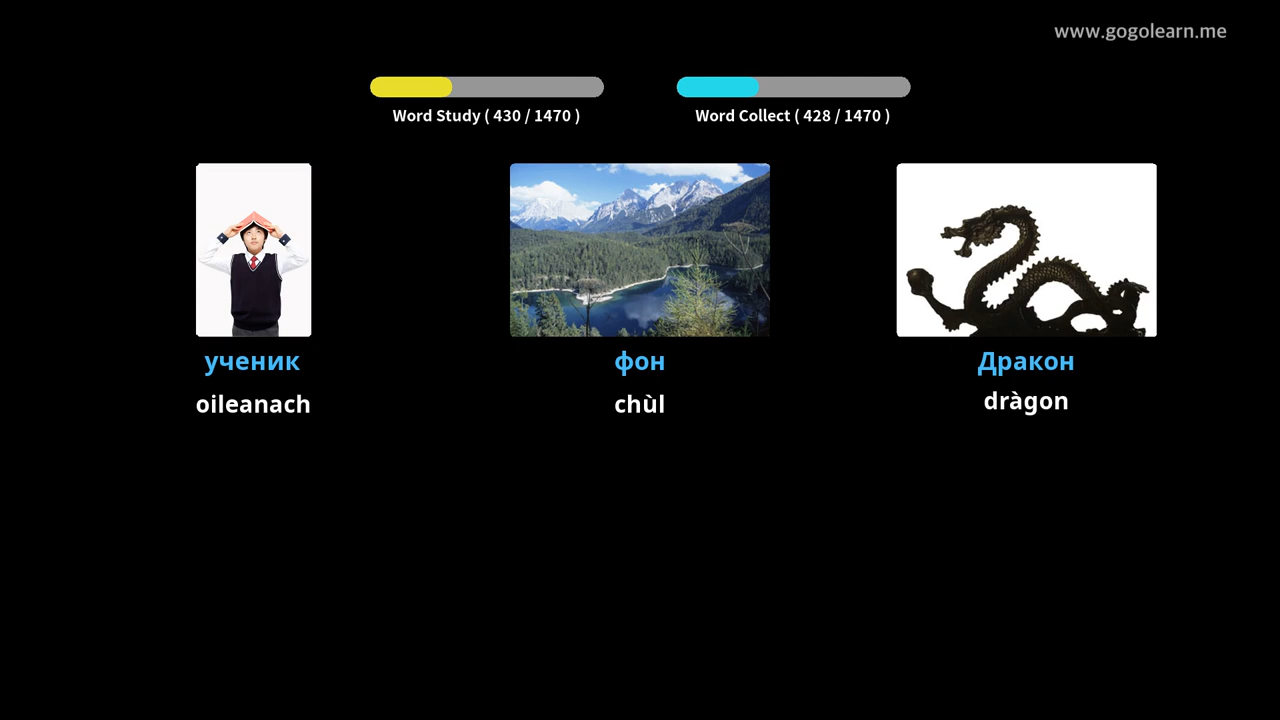 www.gogolearn.me
Word Study ( 430 / 1470 )
Word Collect ( 428 / 1470 )
ученик
oileanach
фон
chùl
Дракон
dràgon